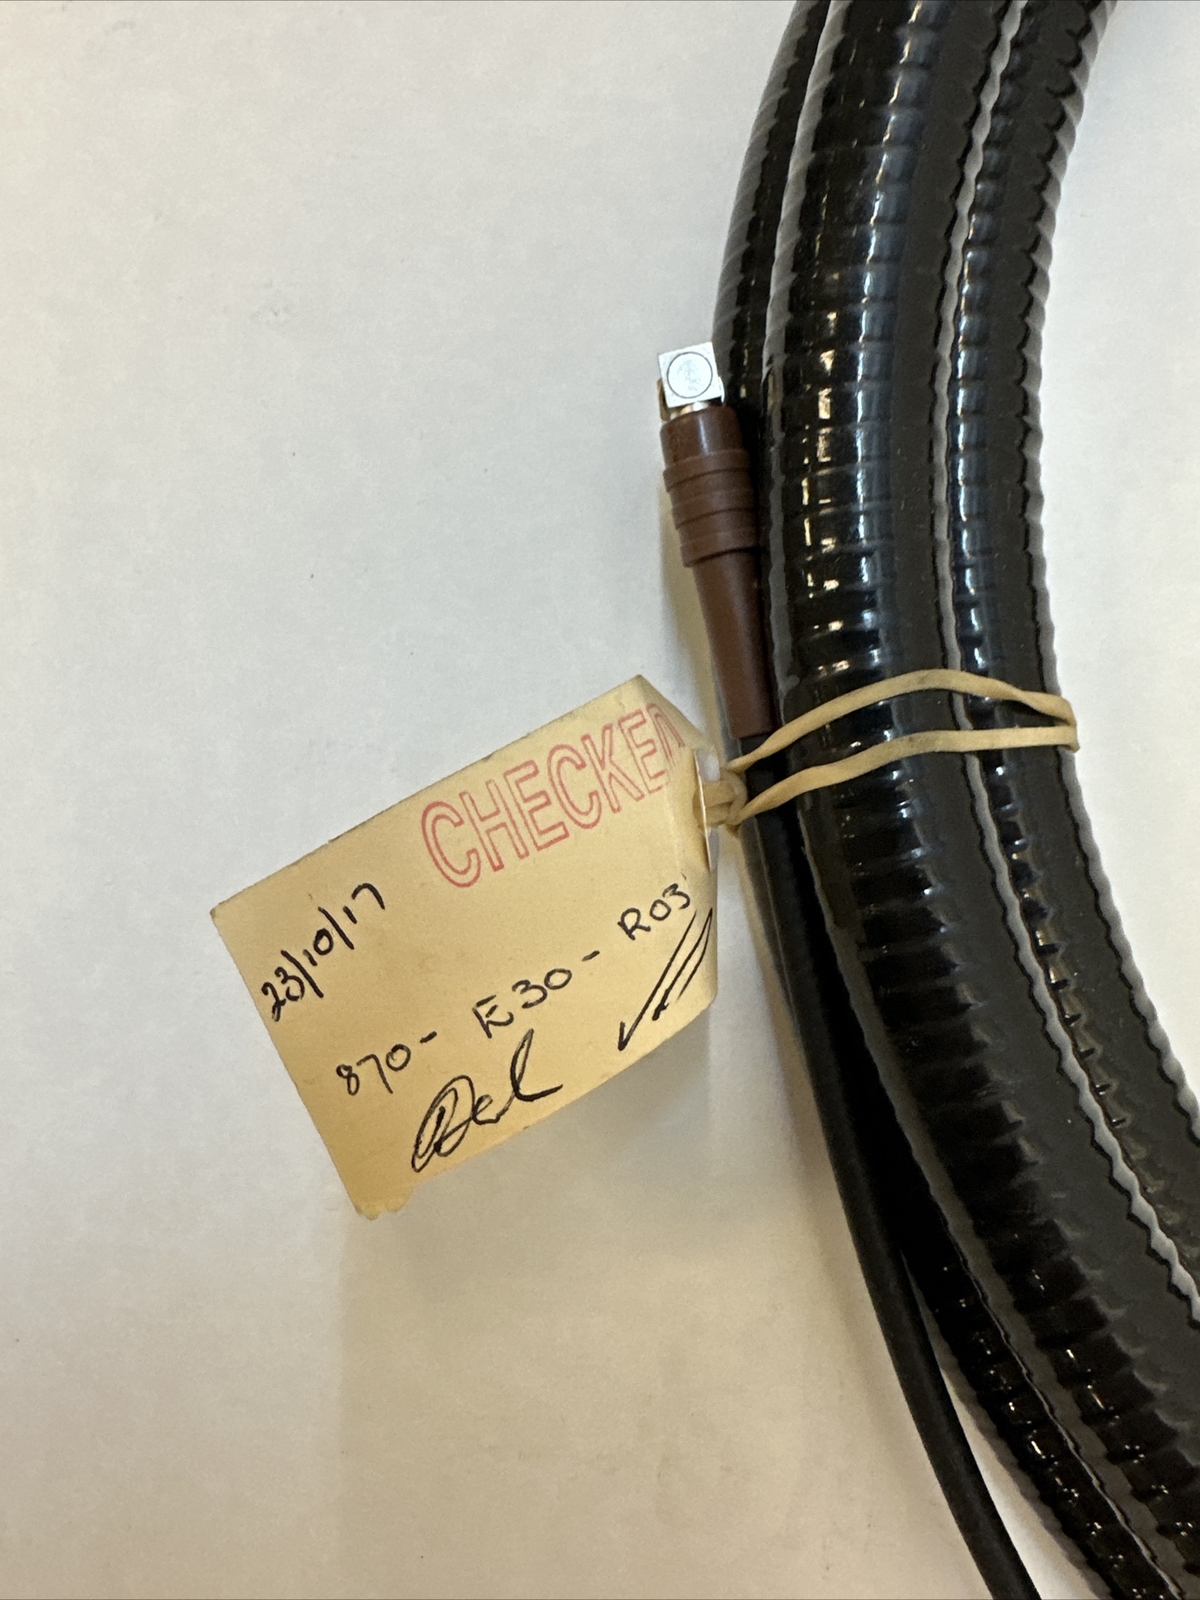 CHECKED
23/10/17
870- E30 - R03